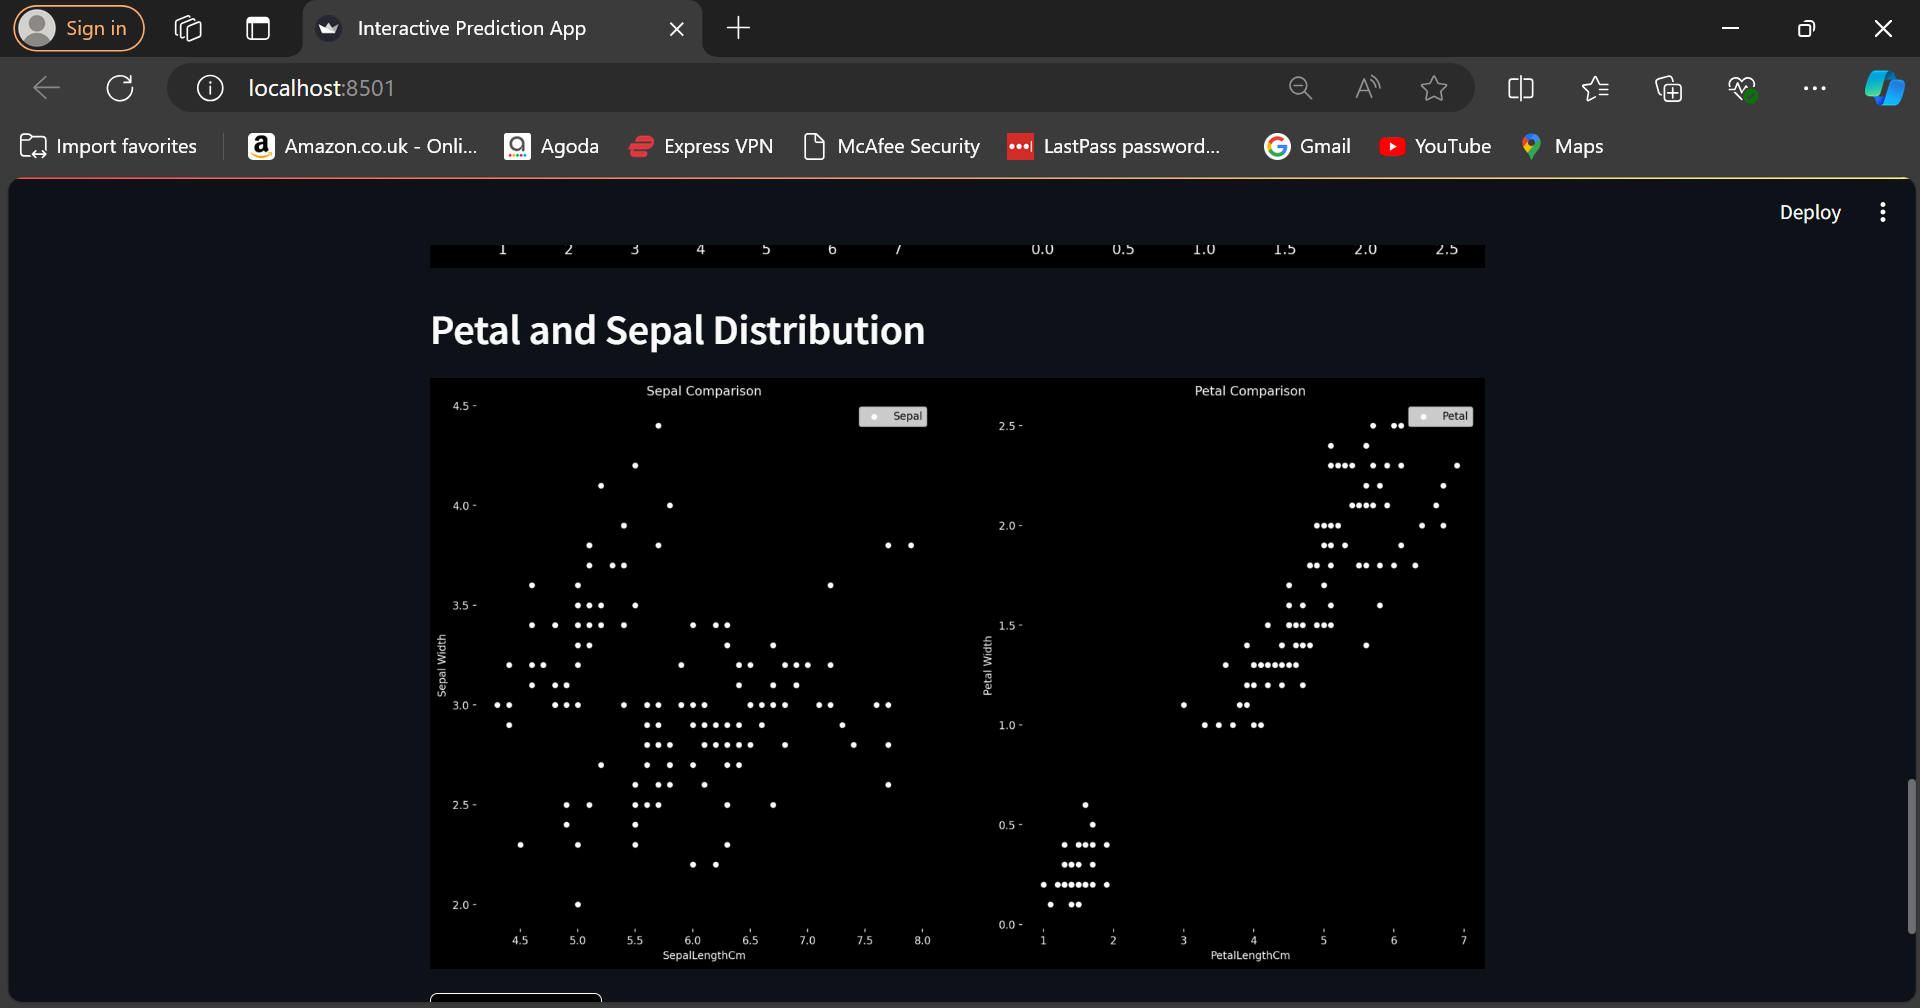 Sign in
Interactive Prediction App
localhost:8501
Import favorites
Amazon.co.uk - Onli...
Agoda
Express VPN
McAfee Security
LastPass password...
Gmail
YouTube
Maps
Deploy
1 2 3 4 5 6 7
0.0 0.5 1.0 1.5 2.0 2.5
Petal and Sepal Distribution
Sepal Comparison
Sepal
4.5
4.0
3.5
3.0
2.5
2.0
Sepal Width
4.5 5.0 5.5 6.0 6.5 7.0 7.5 8.0
SepalLengthCm
Petal Comparison
Petal
2.5
2.0
1.5
1.0
0.5
0.0
Petal Width
1 2 3 4 5 6 7
PetalLengthCm